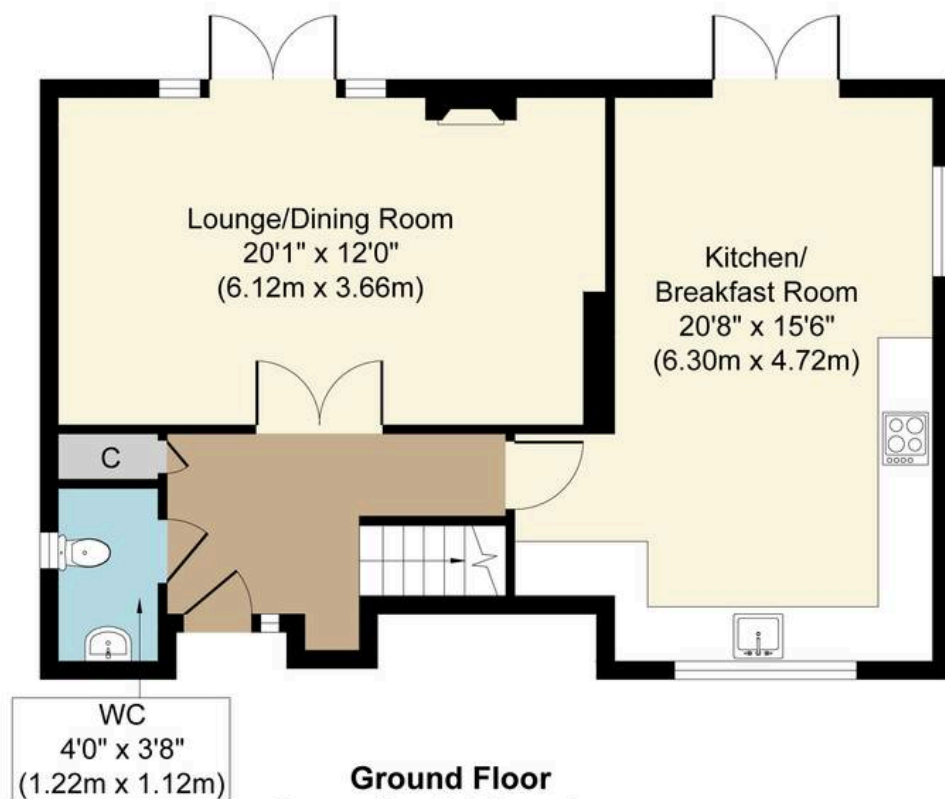 Lounge/Dining Room
20'1" x 12'0"
(6.12m x 3.66m)
Kitchen/
Breakfast Room
20'8" x 15'6"
(6.30m x 4.72m)
C
WC
4'0" x 3'8"
(1.22m x 1.12m)
Ground Floor